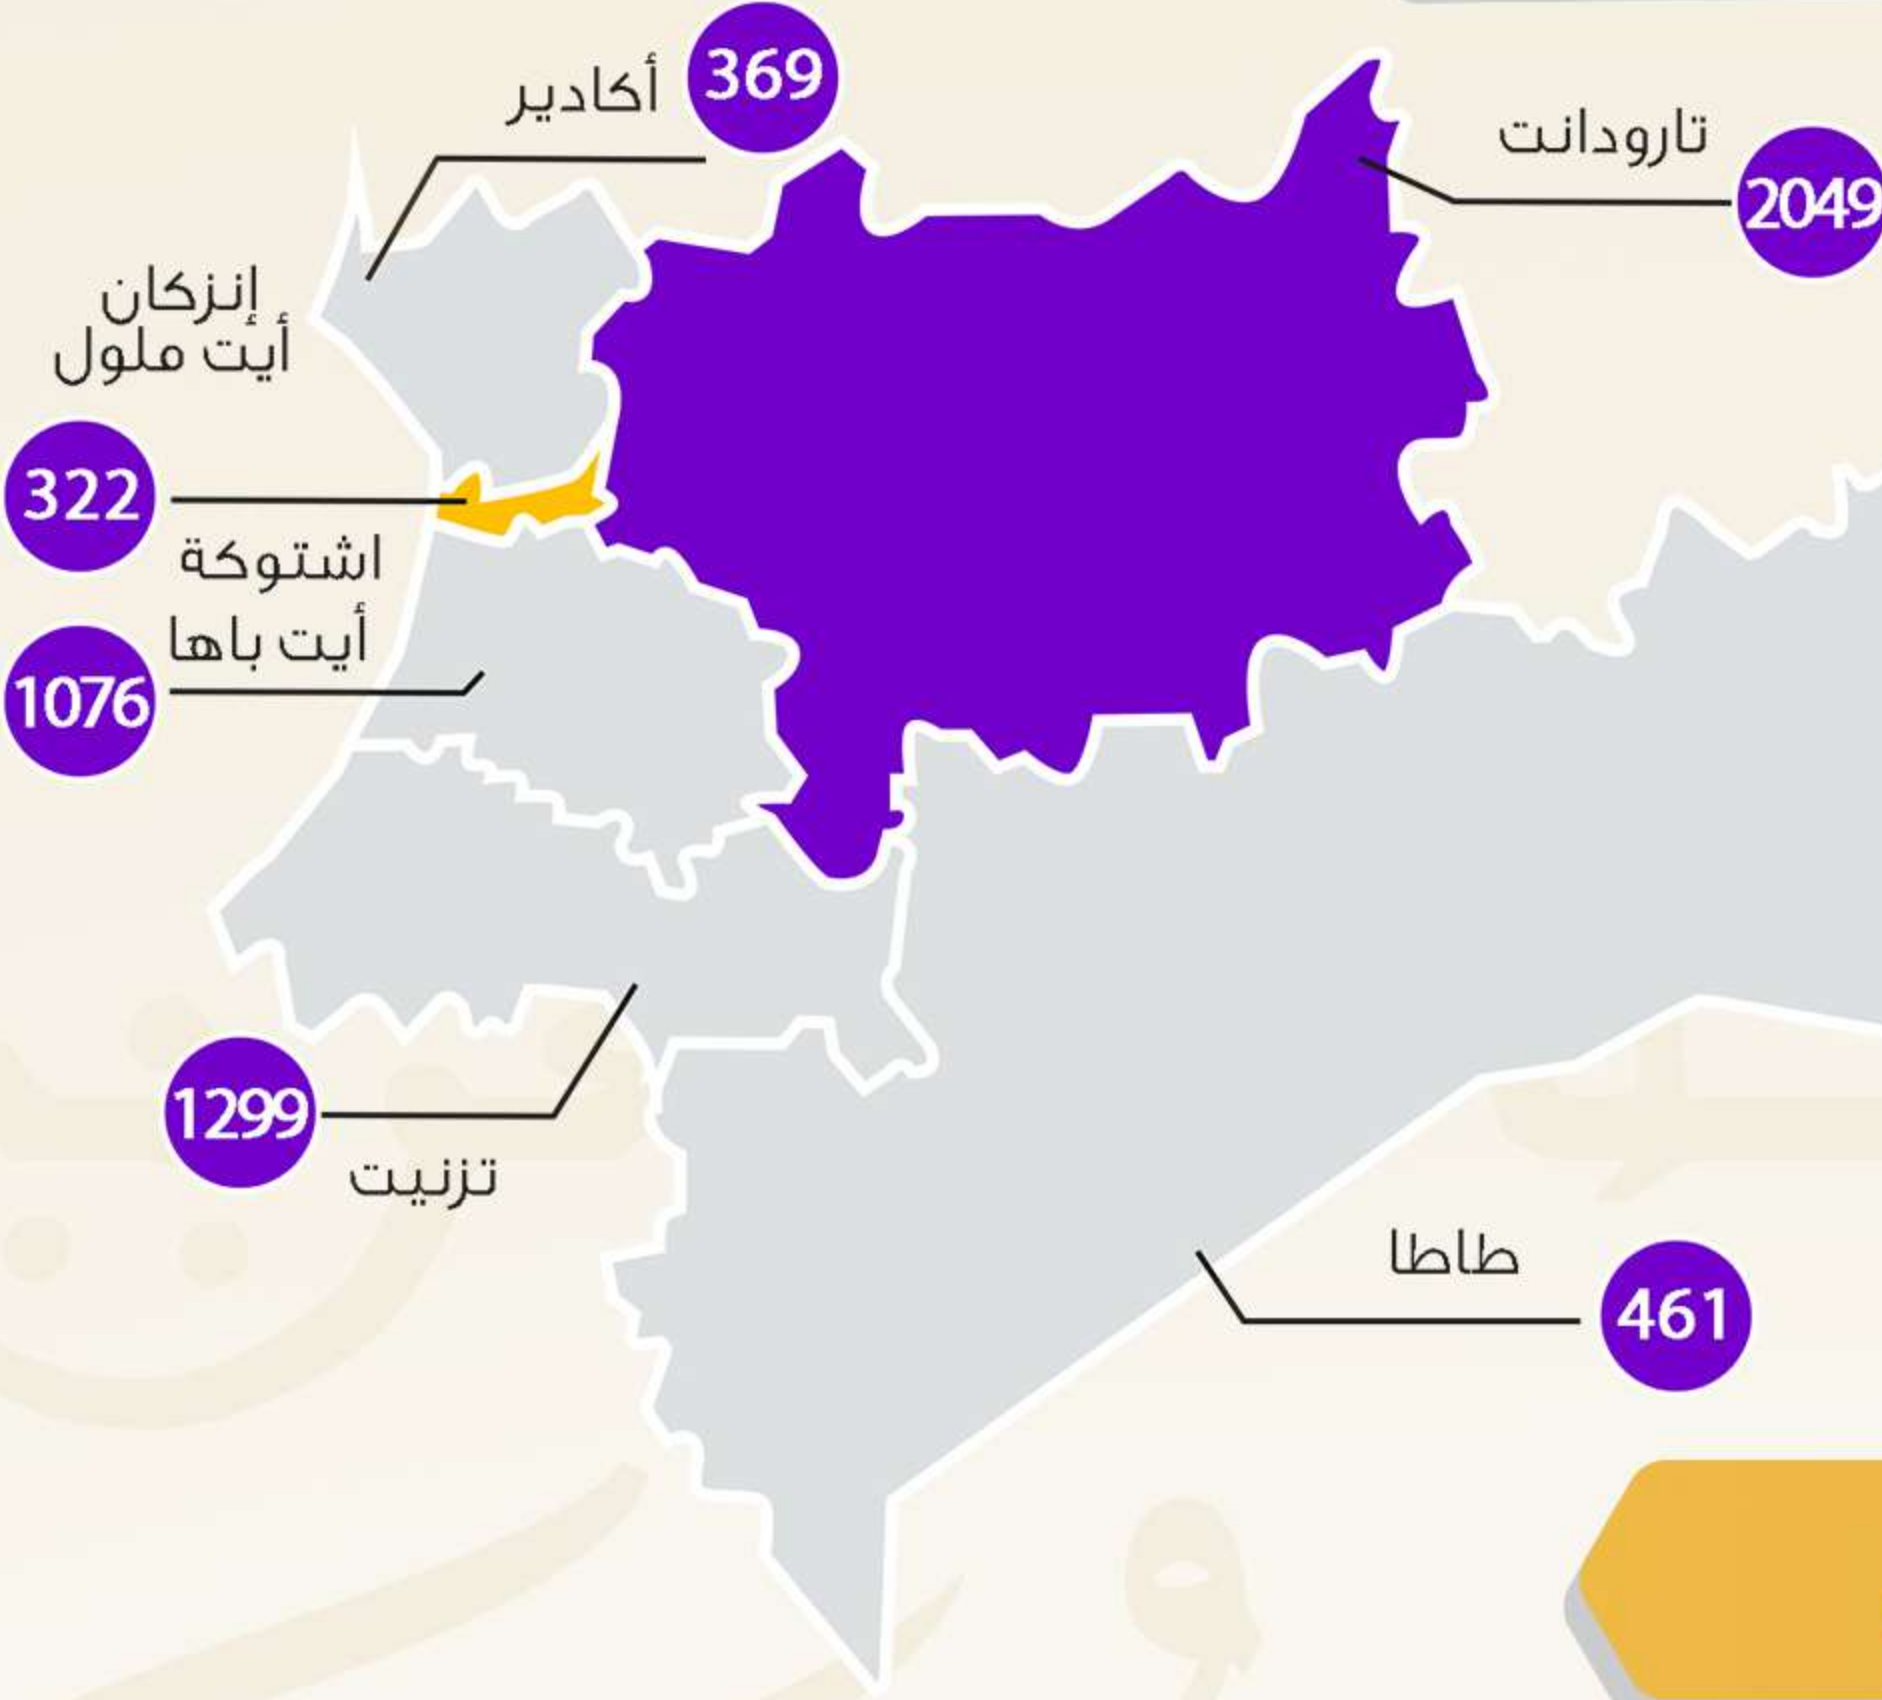 أكادير
369
تارودانت
2049
إنزكان
أيت ملول
322
اشتوكة
أيت باها
1076
1299
تزنيت
طاطا
461